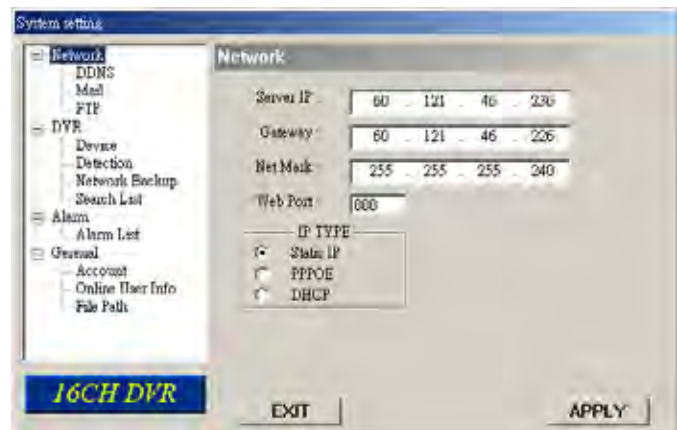 System setting
Network
DDNS
Mail
FTP
DVR
Device
Detection
Network Backup
Search List
Alarm
Alarm List
General
Account
Online User Info
File Path
16CH DVR
Network
Server IP 60 . 121 . 46 . 236
Gateway 60 . 121 . 46 . 226
Net Mask 255 . 255 . 255 . 240
Web Port
IP TYPE
Static IP
PPPOE
DHCP
EXIT
APPLY